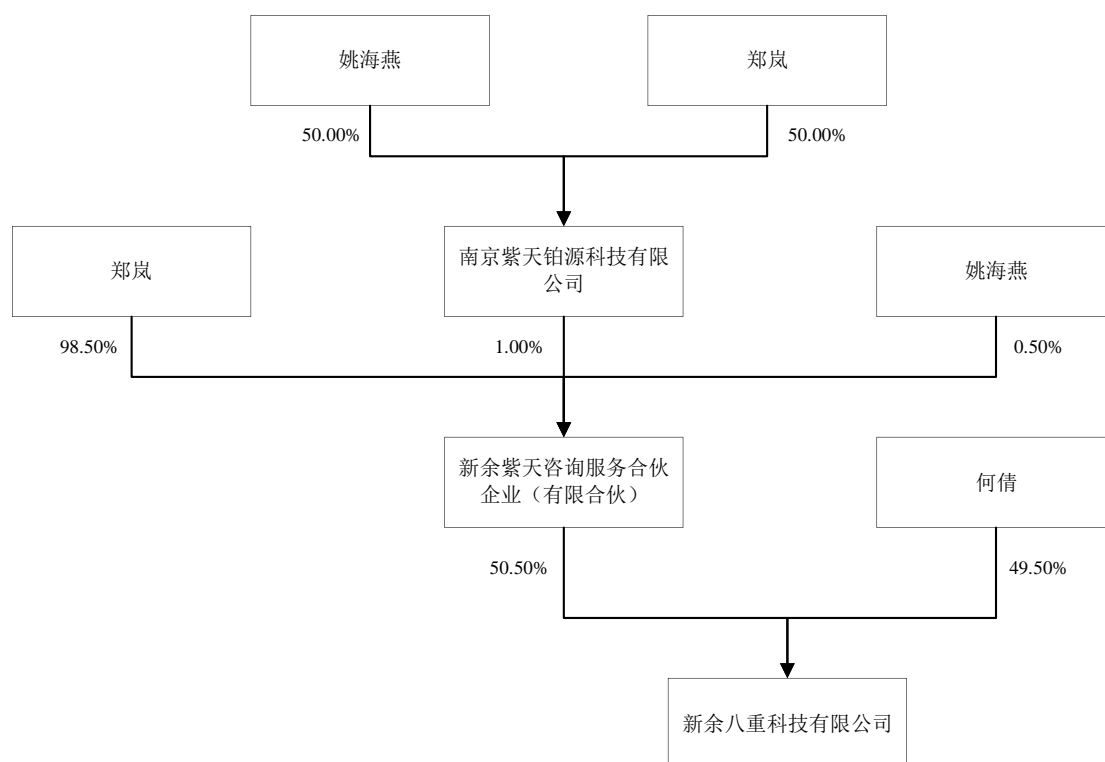 姚海燕
郑岚
50.00%
50.00%
郑岚
南京紫天铂源科技有限
公司
姚海燕
98.50%
1.00%
0.50%
新余紫天咨询服务合伙
企业（有限合伙）
何倩
50.50%
49.50%
新余八重科技有限公司